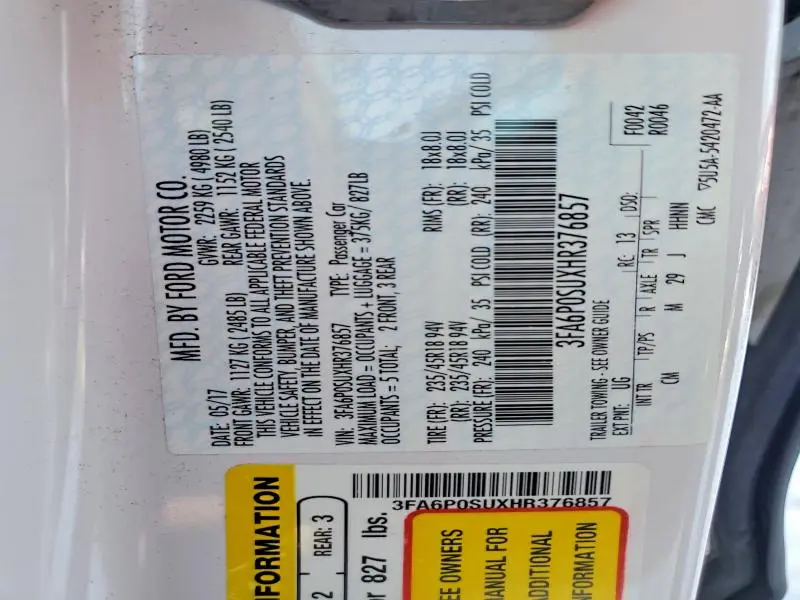 MFD. BY FORD MOTOR CO.
DATE: 05/17 GVWR: 2259 KG ( 4980 LB)
FRONT GAWR: 1127 KG ( 2485 LB) REAR GAWR: 1152 KG ( 2540 LB)
THIS VEHICLE CONFORMS TO ALL APPLICABLE FEDERAL MOTOR
VEHICLE SAFETY, BUMPER, AND THEFT PREVENTION STANDARDS
IN EFFECT ON THE DATE OF MANUFACTURE SHOWN ABOVE.
VIN: 3FA6P0SUXHR376857 TYPE: Passenger Car
MAXIMUM LOAD = OCCUPANTS + LUGGAGE = 375KG/ 827LB
OCCUPANTS = 5 TOTAL; 2 FRONT, 3 REAR
TIRE (FR): 235/45R18 94V RIMS (FR): 18x8.0J
(RR): 235/45R18 94V (RR): 18x8.0J
PRESSURE (FR): 240 kPa/ 35 PSI COLD (RR): 240 kPa/ 35 PSI COLD
3FA6P0SUXHR376857
TRAILER TOWING - SEE OWNER GUIDE
F0042
R0046
EXT PNT: UG RC: 13 DSO:
INT TR TP/PS R AXLE TR SPR
CM M 29 J HHNN
CMC 5U5A-5420472-AA
3FA6P0SUXHR376857
INFORMATION
2 REAR: 3
or 827 lbs.
EE OWNERS
MANUAL FOR
ADDITIONAL
INFORMATION